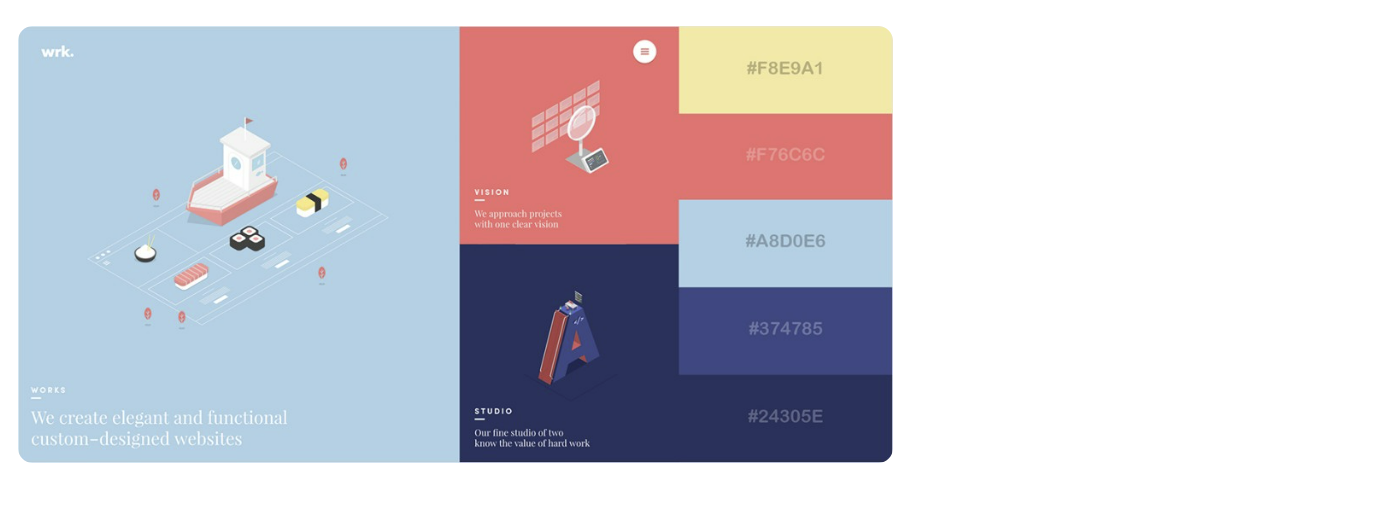 wrk.
WORKS
We create elegant and functional
custom-designed websites
VISION
We approach projects
with one clear vision
STUDIO
Our fine studio of two
know the value of hard work
#F8E9A1
#F76C6C
#A8D0E6
#374785
#24305E